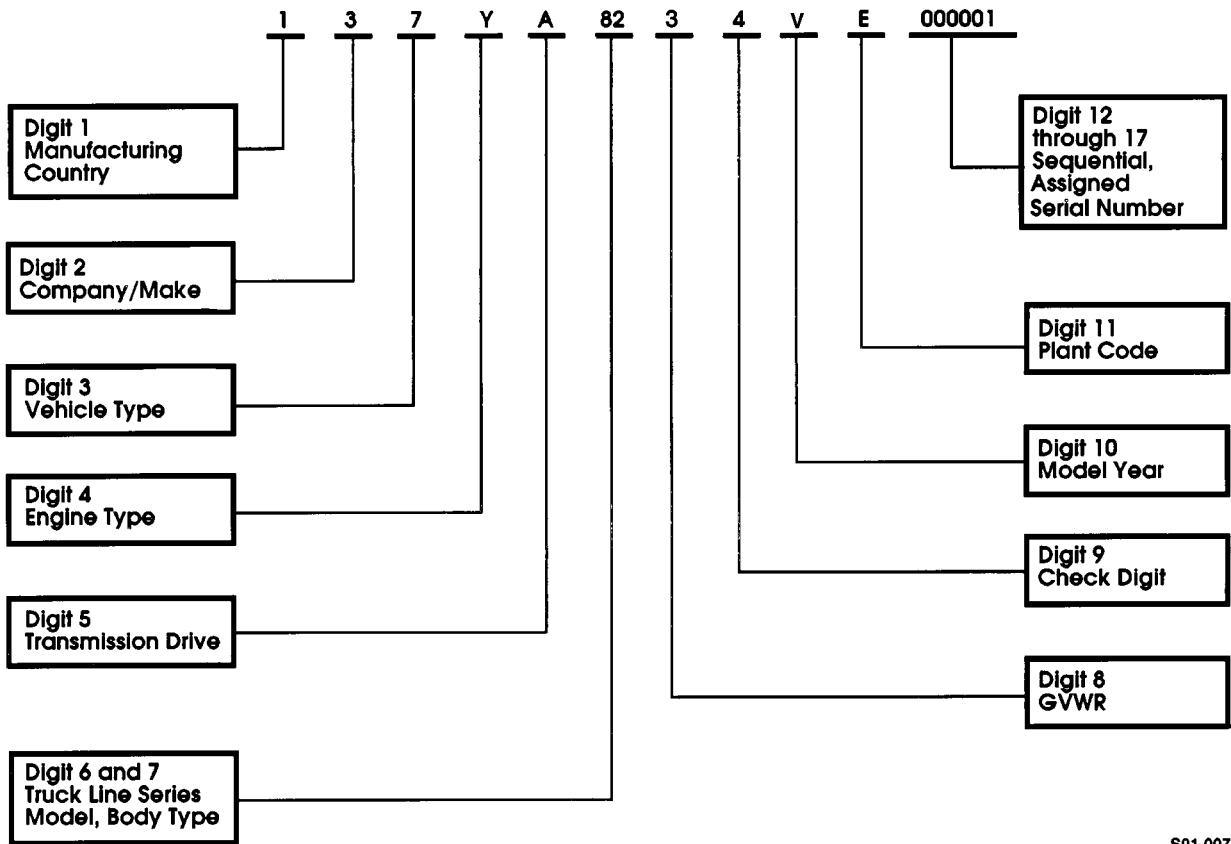 1 3 7 Y A 82 3 4 V E 000001
Digit 1
Manufacturing
Country
Digit 2
Company/Make
Digit 3
Vehicle Type
Digit 4
Engine Type
Digit 5
Transmission Drive
Digit 6 and 7
Truck Line Series
Model, Body Type
Digit 12
through 17
Sequential,
Assigned
Serial Number
Digit 11
Plant Code
Digit 10
Model Year
Digit 9
Check Digit
Digit 8
GVWR
S01-007